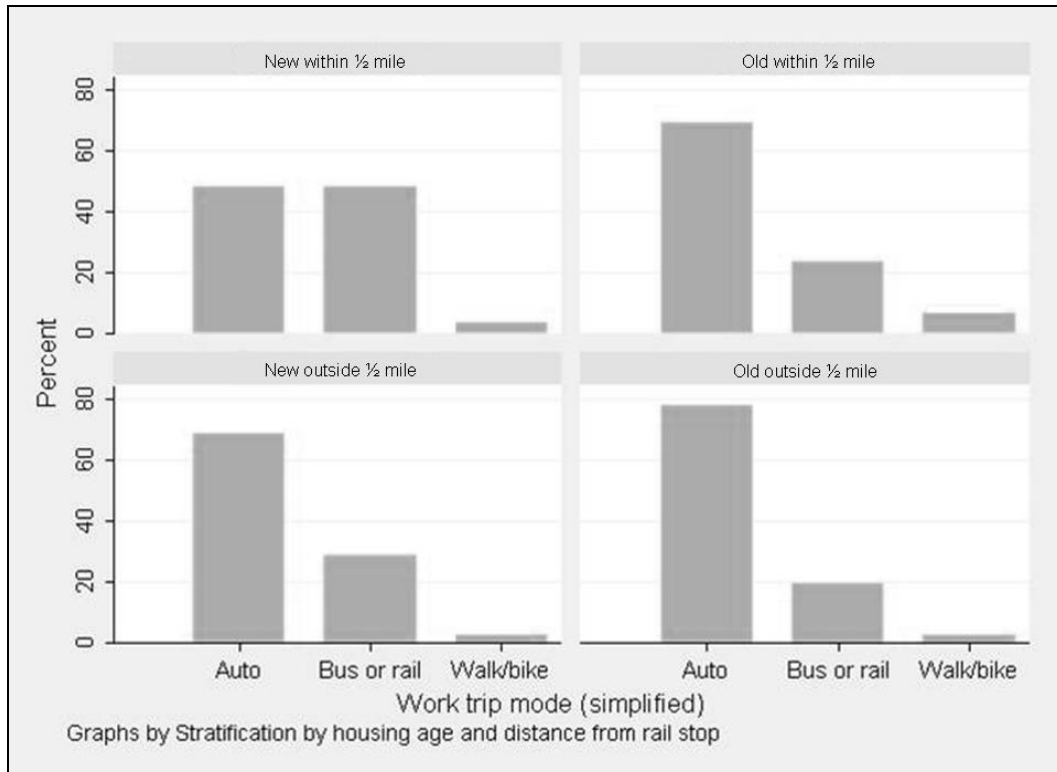 New within ½ mile
Old within ½ mile
80
60
40
20
0
New outside ½ mile
Old outside ½ mile
80
60
40
20
0
Percent
Auto Bus or rail Walk/bike
Auto Bus or rail Walk/bike
Work trip mode (simplified)
Graphs by Stratification by housing age and distance from rail stop